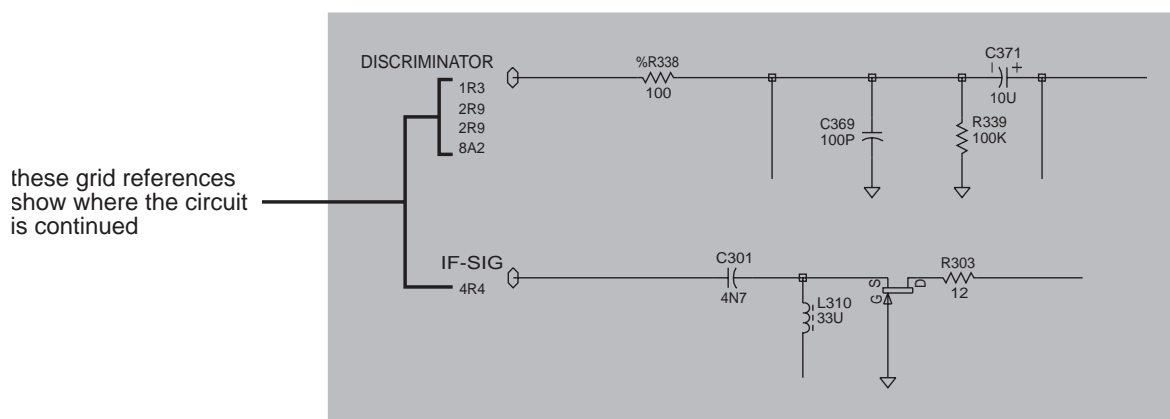 DISCRIMINATOR
1R3
2R9
2R9
8A2
%R338
100
C371
10U
C369
100P
R339
100K
these grid references
show where the circuit
is continued
IF-SIG
4R4
C301
4N7
L310
33U
S
G
D
R303
12